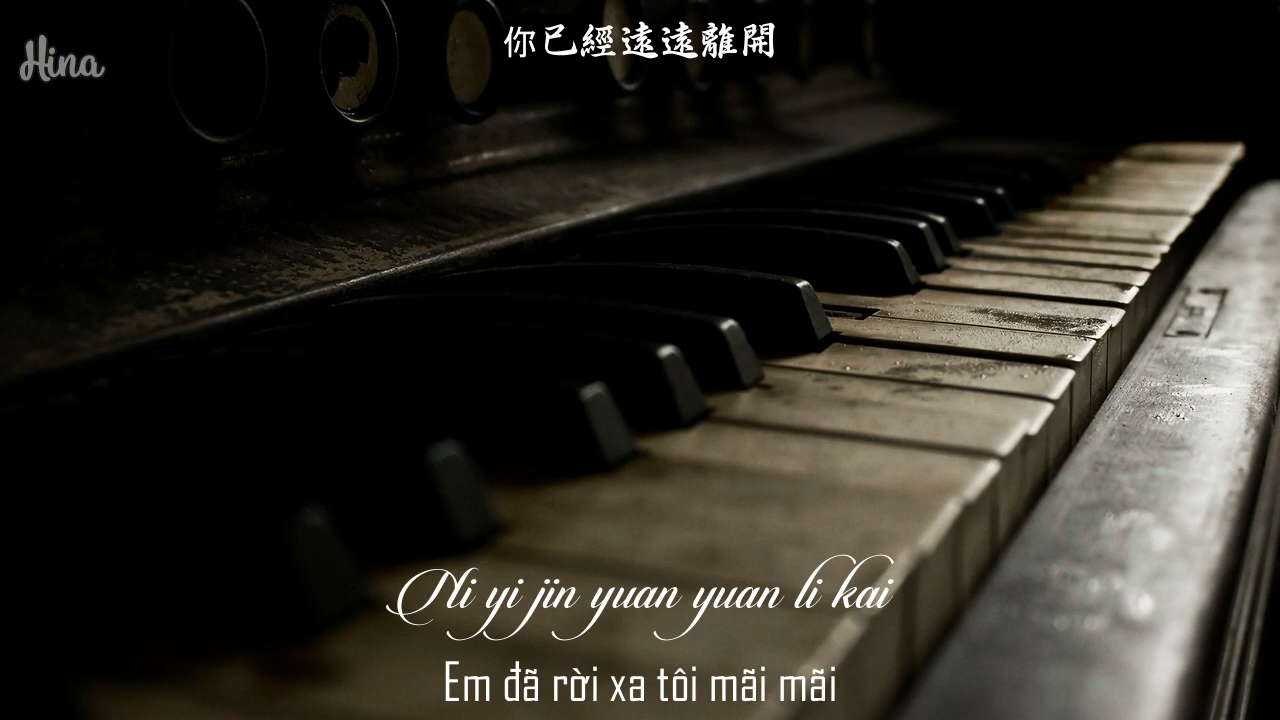 你已經遠遠離開
Hina
Ni yi jin yuan yuan li kai
Em đã rời xa tôi mãi mãi